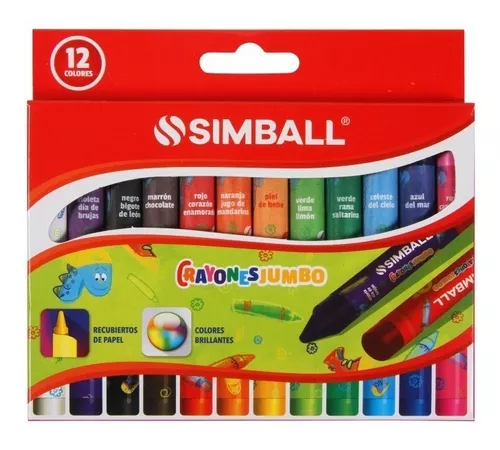 12
COLORES
SIMBALL®
violeta
día de
brujas
negro
bigote
de león
marrón
chocolate
rojo
corazón
enamorado
naranja
jugo de
mandarina
piel
de bebé
verde
lima
limón
verde
rana
saltarina
celeste
del cielo
azul
del mar
CRAYONES JUMBO
SIMBALL
CRAYONES JUMBO
SIMBALL
RECUBIERTOS
DE PAPEL
COLORES
BRILLANTES